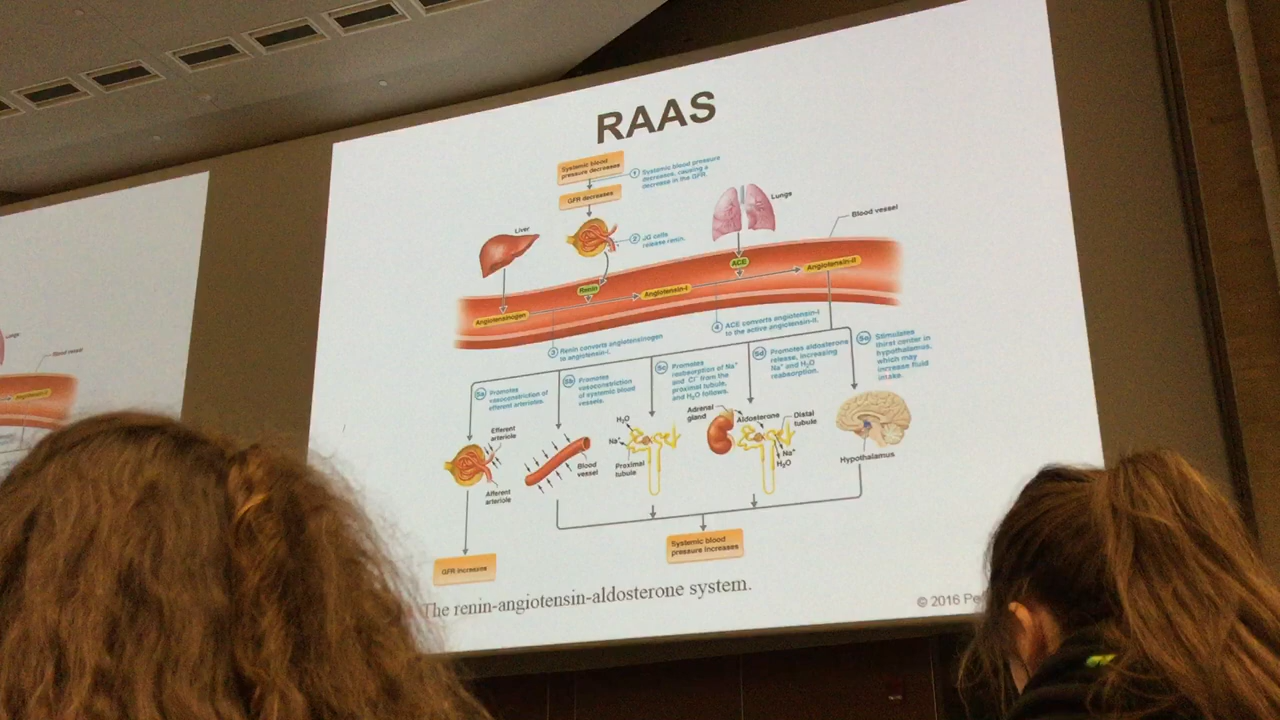 RAAS
Systemic blood
pressure decreases
1 Systemic blood pressure
decreases, causing a
decrease in the GFR.
GFR decreases
Lungs
Liver
2 JG cells
release renin.
Blood vessel
ACE
Angiotensin-II
Renin
Angiotensin-I
Angiotensinogen
3 Renin converts angiotensinogen
to angiotensin-I.
4 ACE converts angiotensin-I
to the active angiotensin-II.
5a Promotes
vasoconstriction of
efferent arterioles.
5b Promotes
vasoconstriction
of systemic blood
vessels.
5c Promotes
reabsorption of Na+
and Cl- from the
proximal tubule,
and H2O follows.
5d Promotes aldosterone
release, increasing
Na+ and H2O
reabsorption.
5e Stimulates
thirst center in
hypothalamus,
which may
increase fluid
intake.
Efferent
arteriole
Afferent
arteriole
Blood
vessel
H2O
Na+
Proximal
tubule
Adrenal
gland
Aldosterone
Distal
tubule
Na+
H2O
Hypothalamus
GFR increases
Systemic blood
pressure increases
The renin-angiotensin-aldosterone system.
© 2016
Blood vessel